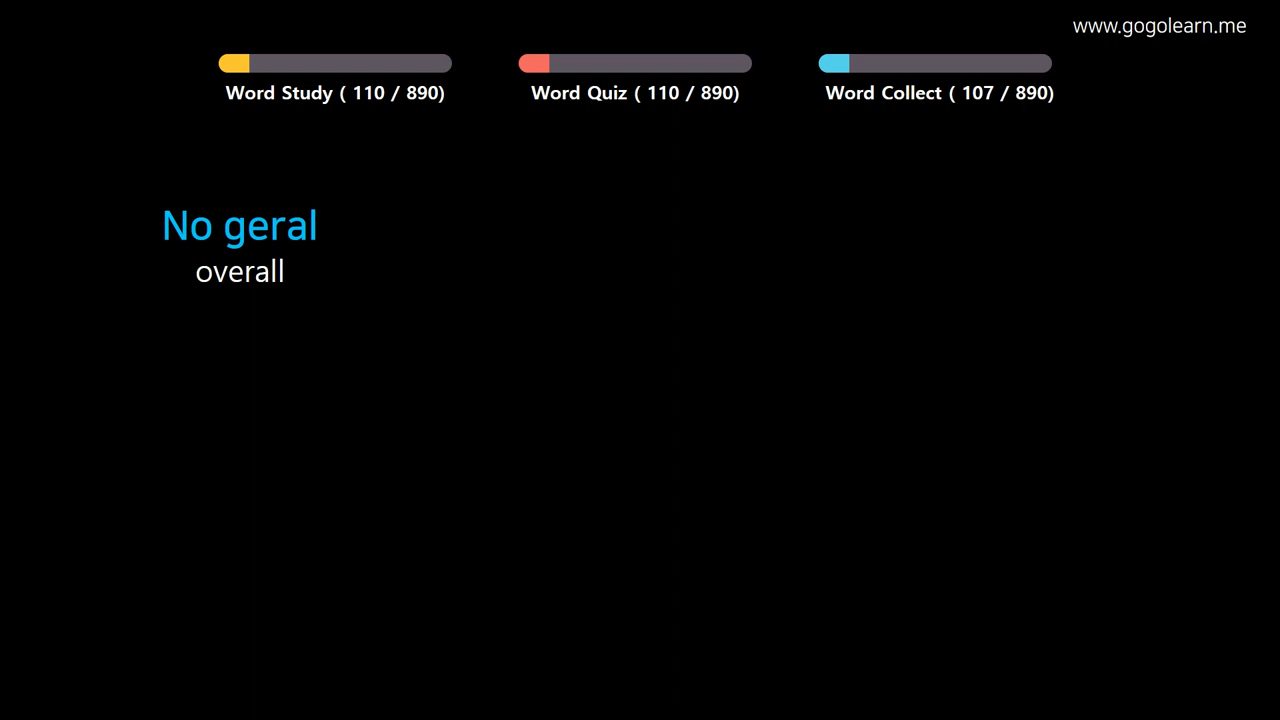 www.gogolearn.me
Word Study ( 110 / 890)
Word Quiz ( 110 / 890)
Word Collect ( 107 / 890)
No geral
overall